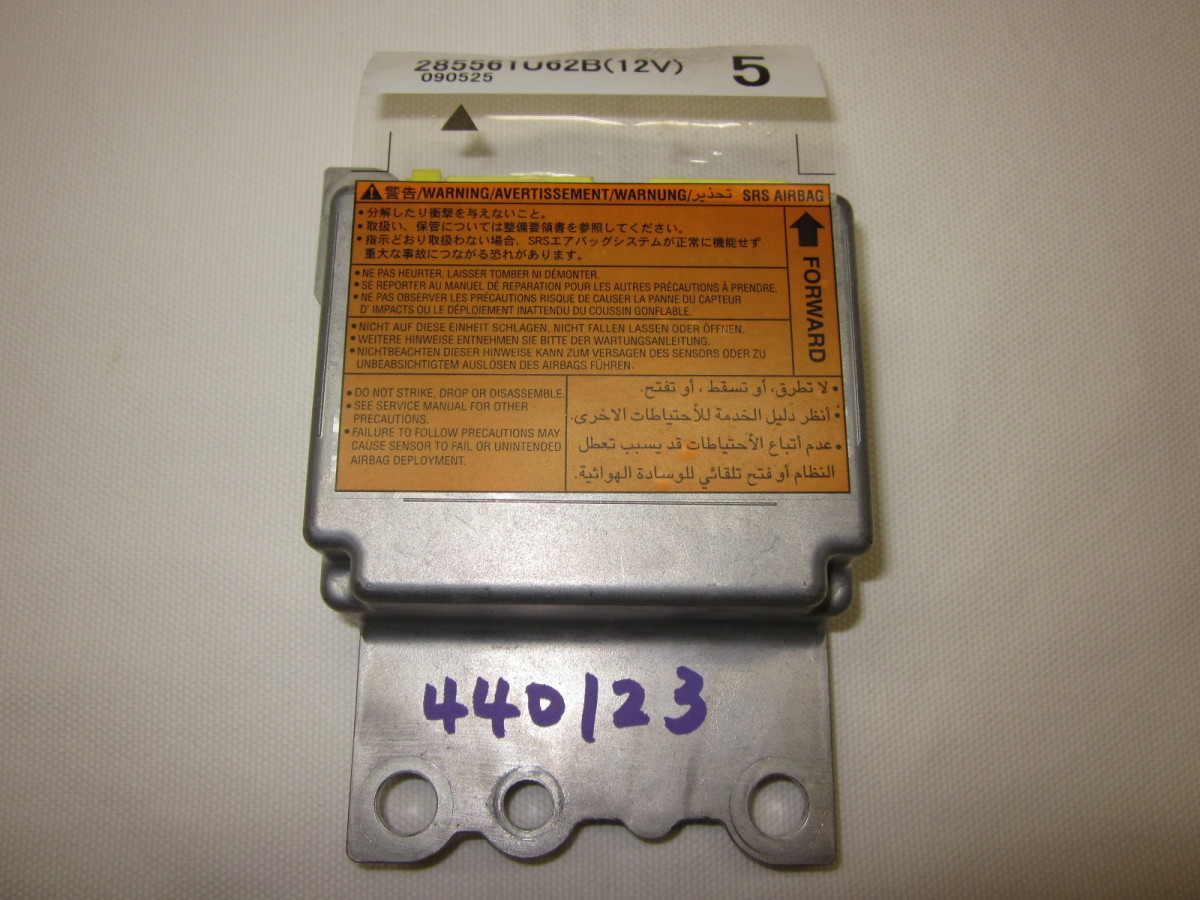 285561U62B(12V) 5
090525
警告/WARNING/AVERTISSEMENT/WARNUNG/تحذير SRS AIRBAG
•分解したり衝撃を与えないこと。
•取扱い、保管については整備要領書を参照してください。
•指示どおり取扱わない場合、SRSエアバッグシステムが正常に機能せず
重大な事故につながる恐れがあります。
FORWARD
•NE PAS HEURTER, LAISSER TOMBER NI DÉMONTER.
•SE REPORTER AU MANUEL DE RÉPARATION POUR LES AUTRES PRÉCAUTIONS À PRENDRE.
•NE PAS OBSERVER LES PRÉCAUTIONS RISQUE DE CAUSER LA PANNE DU CAPTEUR
D' IMPACTS OU LE DÉPLOIEMENT INATTENDU DU COUSSIN GONFLABLE.
•NICHT AUF DIESE EINHEIT SCHLAGEN, NICHT FALLEN LASSEN ODER ÖFFNEN.
•WEITERE HINWEISE ENTNEHMEN SIE BITTE DER WARTUNGSANLEITUNG.
•NICHTBEACHTEN DIESER HINWEISE KANN ZUM VERSAGEN DES SENSORS ODER ZU
UNBEABSICHTIGTEM AUSLÖSEN DES AIRBAGS FÜHREN.
•DO NOT STRIKE, DROP OR DISASSEMBLE.
•SEE SERVICE MANUAL FOR OTHER
PRECAUTIONS.
•FAILURE TO FOLLOW PRECAUTIONS MAY
CAUSE SENSOR TO FAIL OR UNINTENDED
AIRBAG DEPLOYMENT.
•لا تطرق، أو تسقط ، أو تفتح.
•أنظر دليل الخدمة للأحتياطات الاخرى.
•عدم أتباع الأحتياطات قد يسبب تعطل
النظام أو فتح تلقائي للوسادة الهوائية.
440123